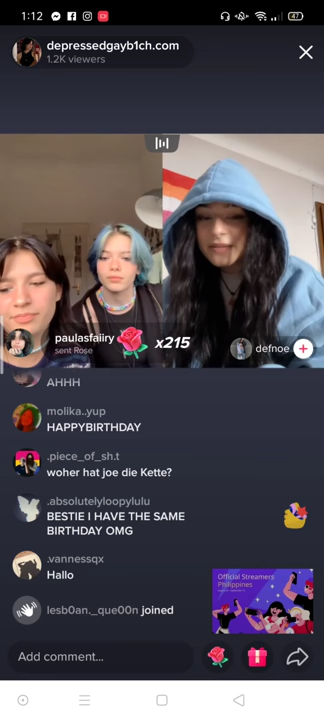 1:12
47
depressedgayb1ch.com
1.2K viewers
paulasfaiiry
sent Rose
x215
defnoe
AHHH
molika..yup
HAPPYBIRTHDAY
.piece_of_sh.t
woher hat joe die Kette?
.absolutelyloopylulu
BESTIE I HAVE THE SAME
BIRTHDAY OMG
.vannessqx
Hallo
Official Streamers
Philippines
lesb0an._que00n joined
Add comment...